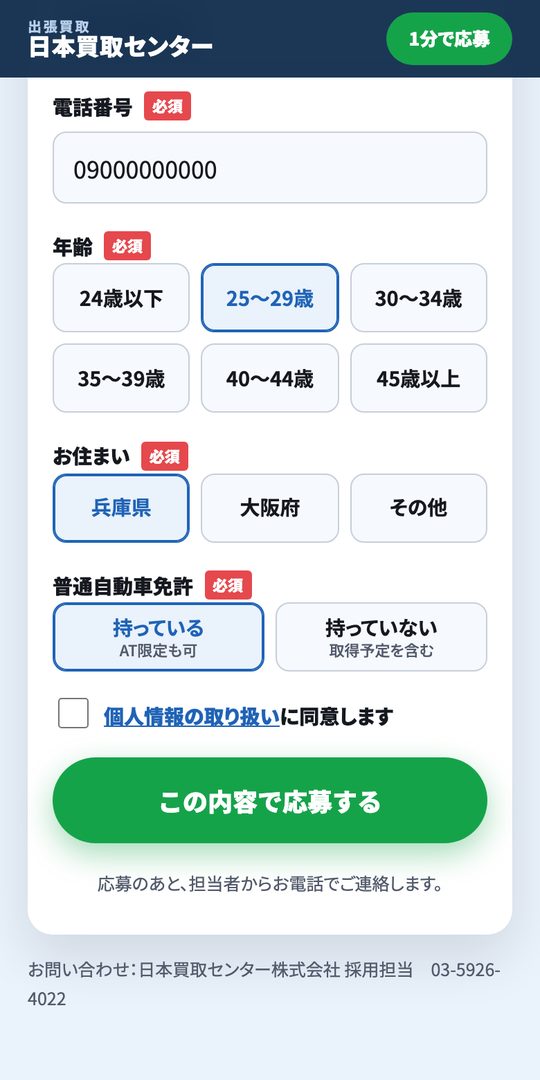 出張買取
日本買取センター
1分で応募
電話番号 必須
09000000000
年齢 必須
24歳以下 25〜29歳 30〜34歳
35〜39歳 40〜44歳 45歳以上
お住まい 必須
兵庫県 大阪府 その他
普通自動車免許 必須
持っている 持っていない
AT限定も可 取得予定を含む
個人情報の取り扱いに同意します
この内容で応募する
応募のあと、担当者からお電話でご連絡します。
お問い合わせ：日本買取センター株式会社 採用担当　03-5926-
4022